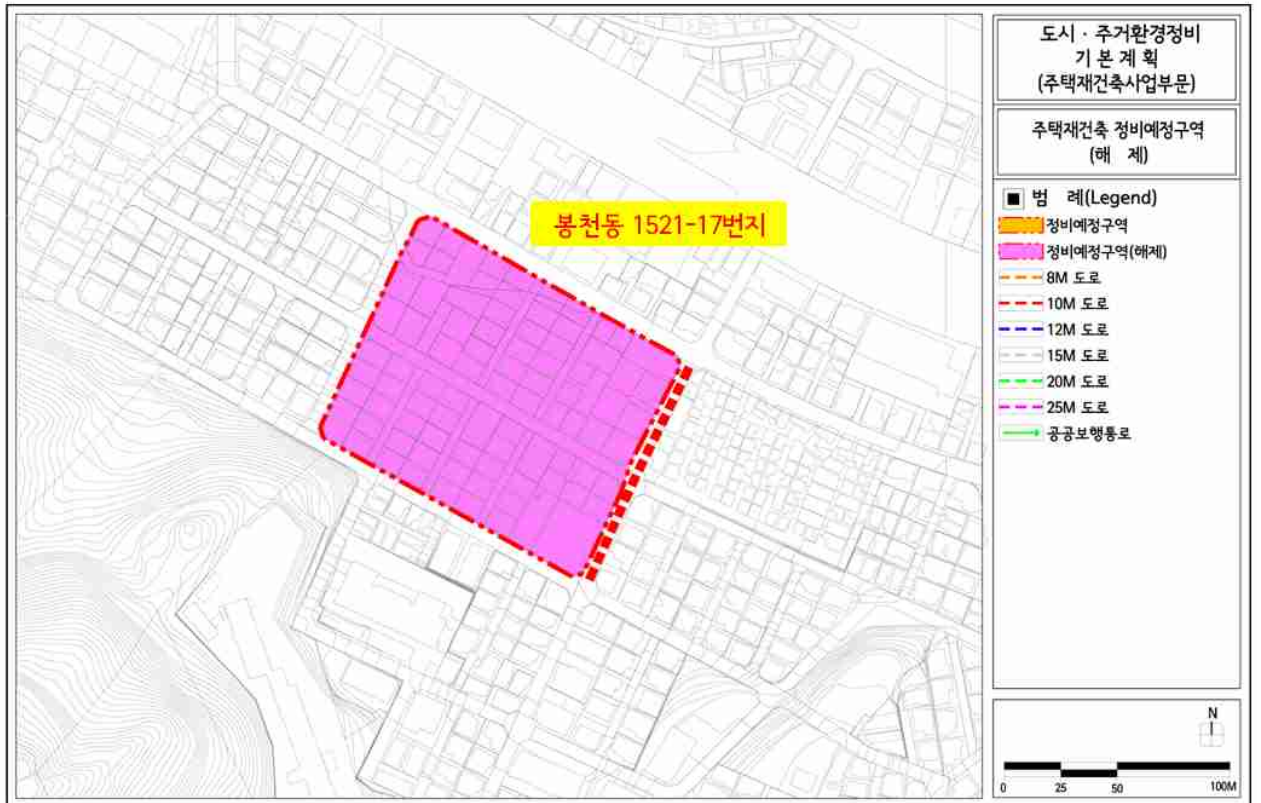 도시 · 주거환경정비
기 본 계 획
(주택재건축사업부문)
주택재건축 정비예정구역
(해 제)
범 례(Legend)
정비예정구역
정비예정구역(해제)
8M 도로
10M 도로
12M 도로
15M 도로
20M 도로
25M 도로
공공보행통로
봉천동 1521-17번지
N
0 25 50 100M